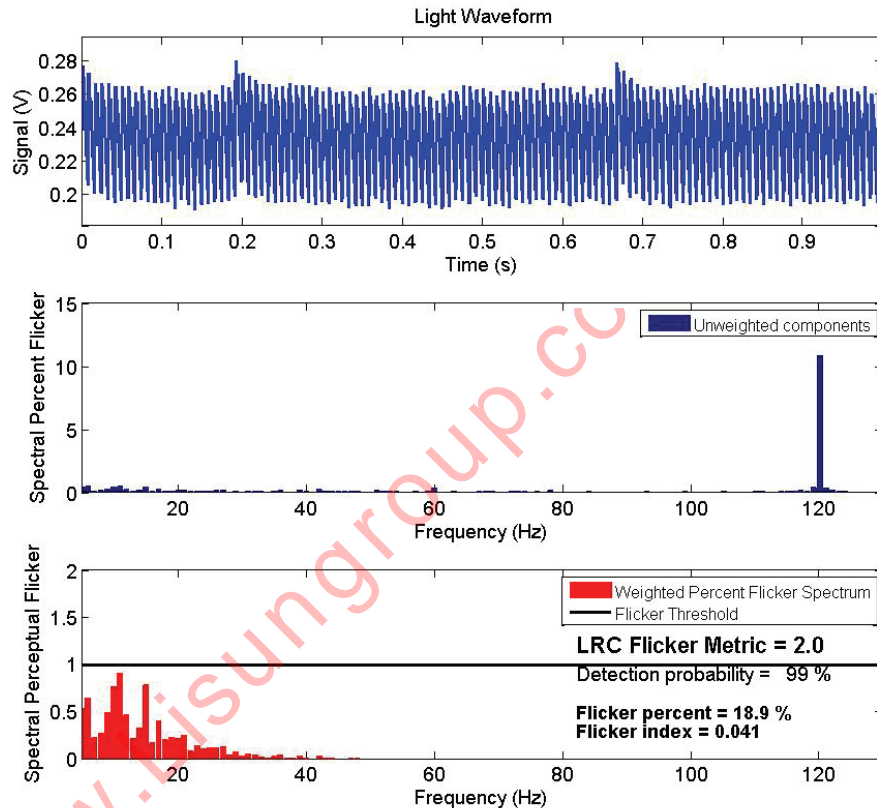 Light Waveform
Signal (V)
0.28
0.26
0.24
0.22
0.2
0 0.1 0.2 0.3 0.4 0.5 0.6 0.7 0.8 0.9
Time (s)
Spectral Percent Flicker
15
10
5
0
Unweighted components
20 40 60 80 100 120
Frequency (Hz)
Spectral Perceptual Flicker
2
1.5
1
0.5
0
Weighted Percent Flicker Spectrum
Flicker Threshold
LRC Flicker Metric = 2.0
Detection probability = 99 %
Flicker percent = 18.9 %
Flicker index = 0.041
20 40 60 80 100 120
Frequency (Hz)
w.Lisungroup.co